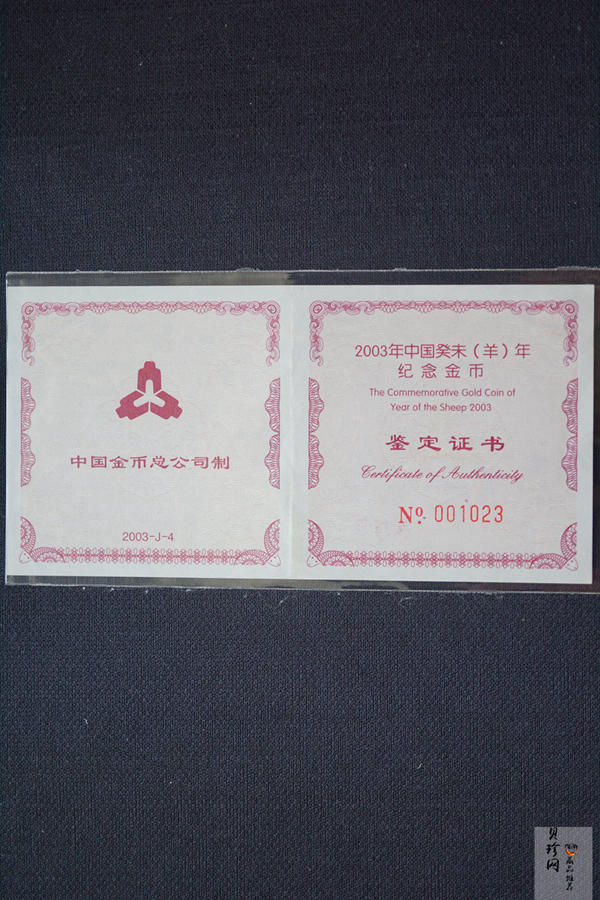 中国金币总公司制
2003-J-4
2003年中国癸未（羊）年
纪念金币
The Commemorative Gold Coin of
Year of the Sheep 2003
鉴定证书
Certificate of Authenticity
Nº. 001023
贝珍网